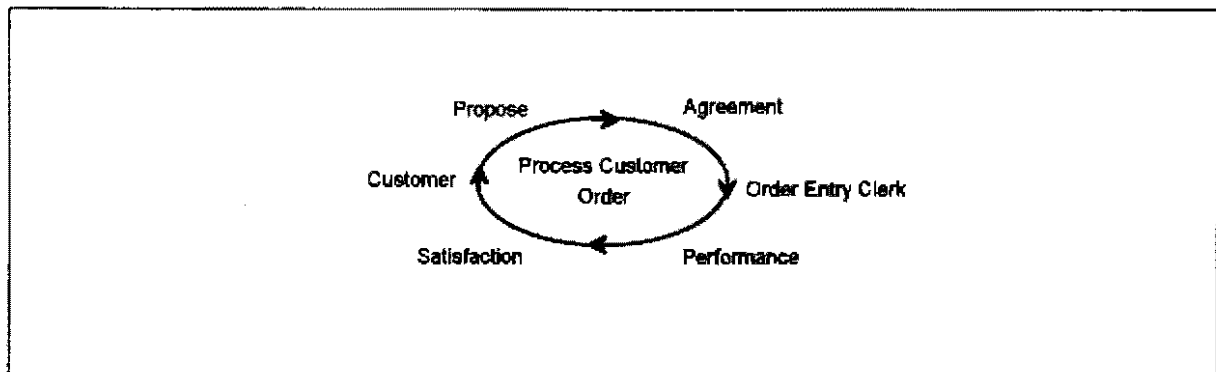 Propose
Agreement
Process Customer
Order
Customer
Order Entry Clerk
Satisfaction
Performance